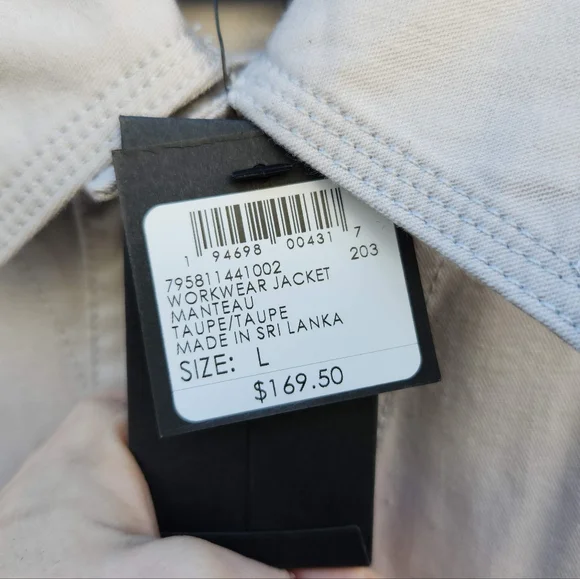 1 94698 00431 7
203
795811441002
WORKWEAR JACKET
MANTEAU
TAUPE/TAUPE
MADE IN SRI LANKA
SIZE: L
$169.50